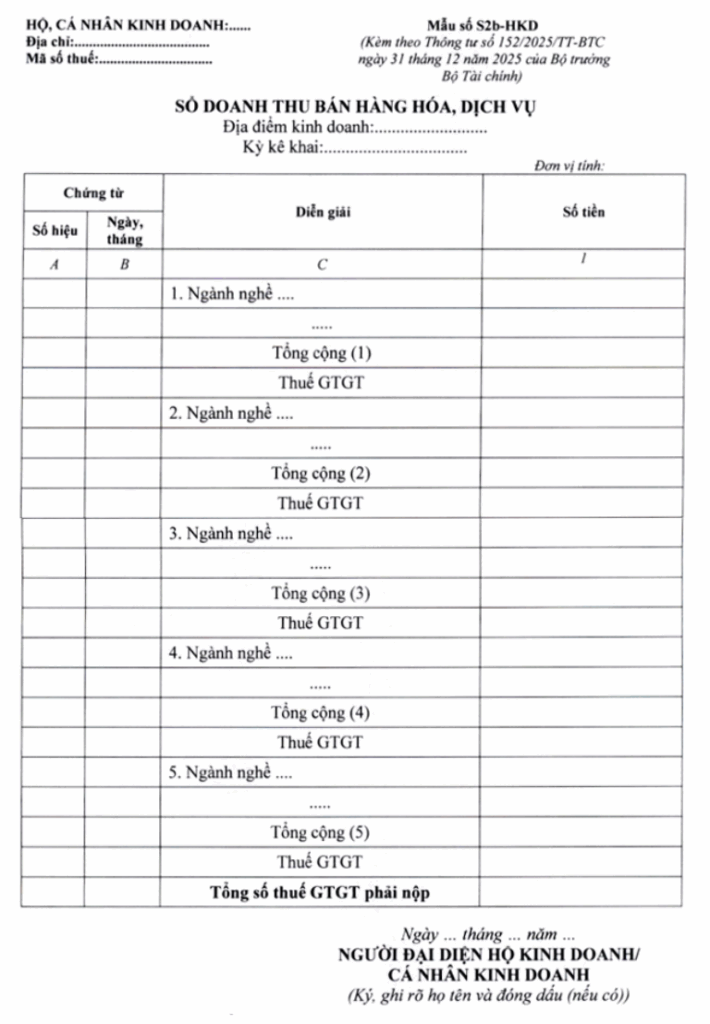 HỘ, CÁ NHÂN KINH DOANH:......
Địa chỉ:........................................
Mã số thuế:..................................
Mẫu số S2b-HKD
(Kèm theo Thông tư số 152/2025/TT-BTC
ngày 31 tháng 12 năm 2025 của Bộ trưởng
Bộ Tài chính)
SỔ DOANH THU BÁN HÀNG HÓA, DỊCH VỤ
Địa điểm kinh doanh:..........................
Kỳ kê khai:.................................
Đơn vị tính:
Chứng từ
Diễn giải
Số tiền
Số hiệu
Ngày,
tháng
A
B
C
1
1. Ngành nghề ....
.....
Tổng cộng (1)
Thuế GTGT
2. Ngành nghề ....
.....
Tổng cộng (2)
Thuế GTGT
3. Ngành nghề ....
.....
Tổng cộng (3)
Thuế GTGT
4. Ngành nghề ....
.....
Tổng cộng (4)
Thuế GTGT
5. Ngành nghề ....
.....
Tổng cộng (5)
Thuế GTGT
Tổng số thuế GTGT phải nộp
Ngày ... tháng ... năm ...
NGƯỜI ĐẠI DIỆN HỘ KINH DOANH/
CÁ NHÂN KINH DOANH
(Ký, ghi rõ họ tên và đóng dấu (nếu có))